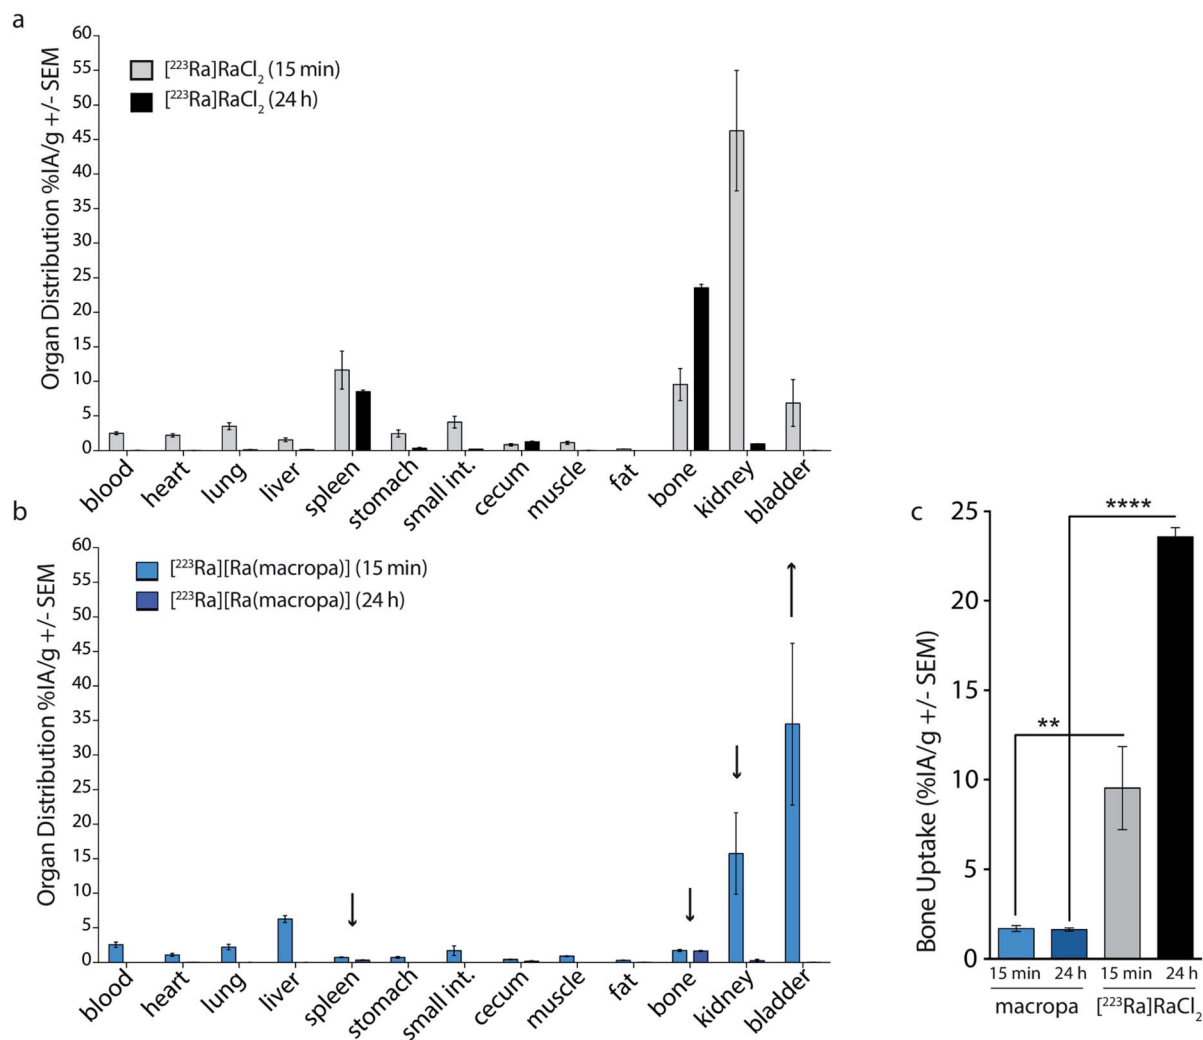 a
Organ Distribution %IA/g +/- SEM
60
55
50
45
40
35
30
25
20
15
10
5
0
[²²³Ra]RaCl₂ (15 min)
[²²³Ra]RaCl₂ (24 h)
blood
heart
lung
liver
spleen
stomach
small int.
cecum
muscle
fat
bone
kidney
bladder
b
Organ Distribution %IA/g +/- SEM
60
55
50
45
40
35
30
25
20
15
10
5
0
[²²³Ra][Ra(macropa)] (15 min)
[²²³Ra][Ra(macropa)] (24 h)
blood
heart
lung
liver
spleen
stomach
small int.
cecum
muscle
fat
bone
kidney
bladder
c
Bone Uptake (%IA/g +/- SEM)
25
20
15
10
5
0
****
**
15 min 24 h 15 min 24 h
macropa [²²³Ra]RaCl₂